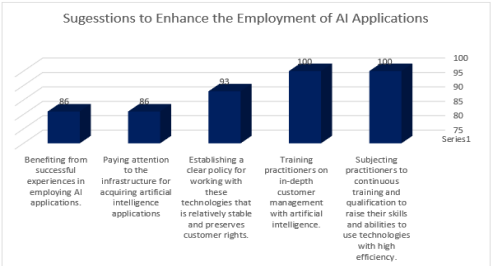 Sugesstions to Enhance the Employment of AI Applications
100
95
90
85
80
75
Series1
86
86
93
100
100
Benefiting from
successful
experiences in
employing AI
applications.
Paying attention
to the
infrastructure for
acquiring artificial
intelligence
applications
Establishing a
clear policy for
working with
these
technologies that
is relatively stable
and preserves
customer rights.
Training
practitioners on
in-depth
customer
management
with artificial
intelligence.
Subjecting
practitioners to
continuous
training and
qualification to
raise their skills
and abilities to
use technologies
with high
efficiency.